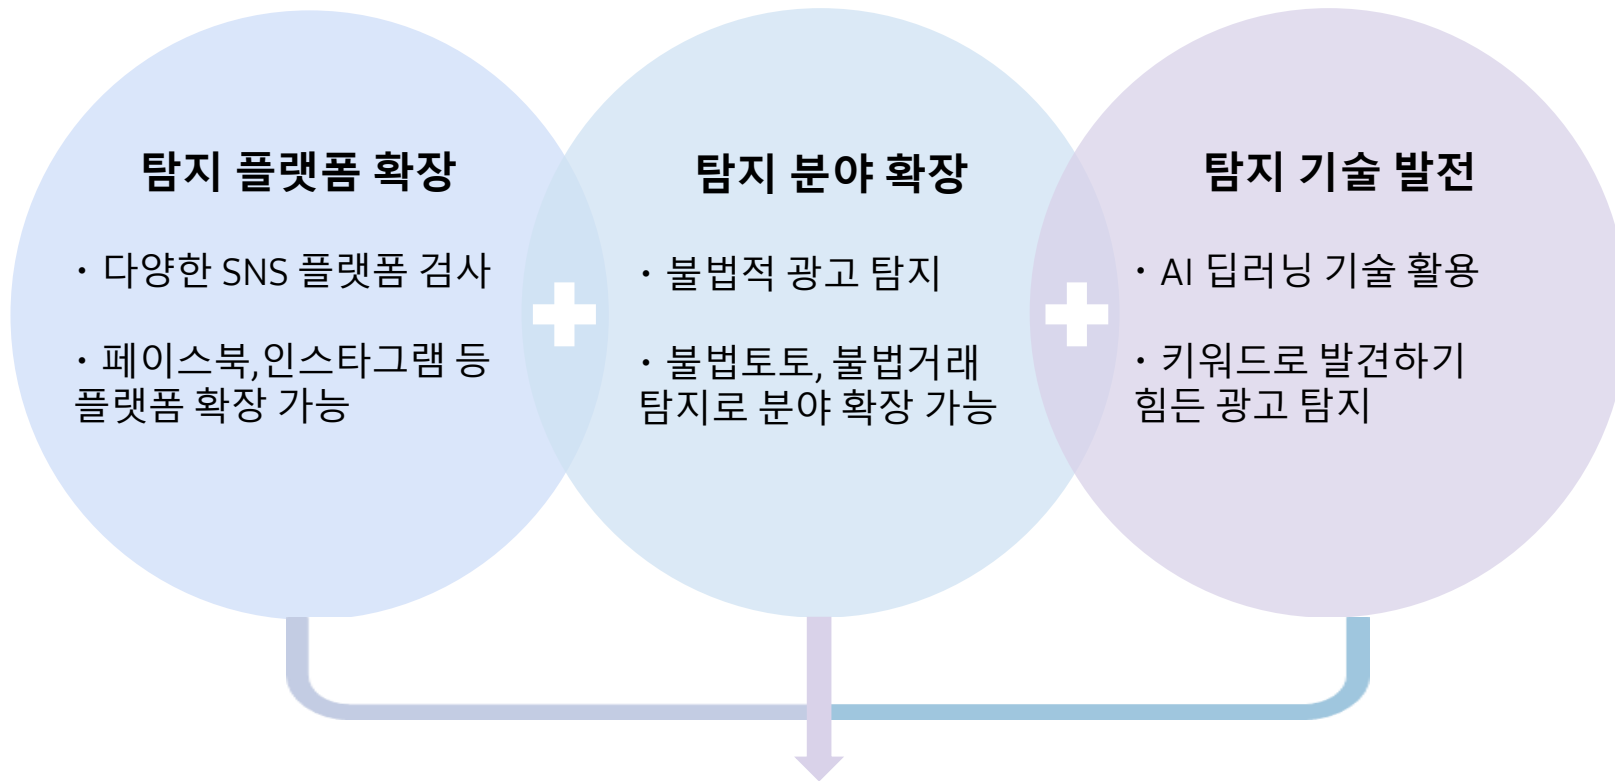 탐지 플랫폼 확장
· 다양한 SNS 플랫폼 검사
· 페이스북,인스타그램 등
플랫폼 확장 가능
탐지 분야 확장
· 불법적 광고 탐지
· 불법토토, 불법거래
탐지로 분야 확장 가능
탐지 기술 발전
· AI 딥러닝 기술 활용
· 키워드로 발견하기
힘든 광고 탐지